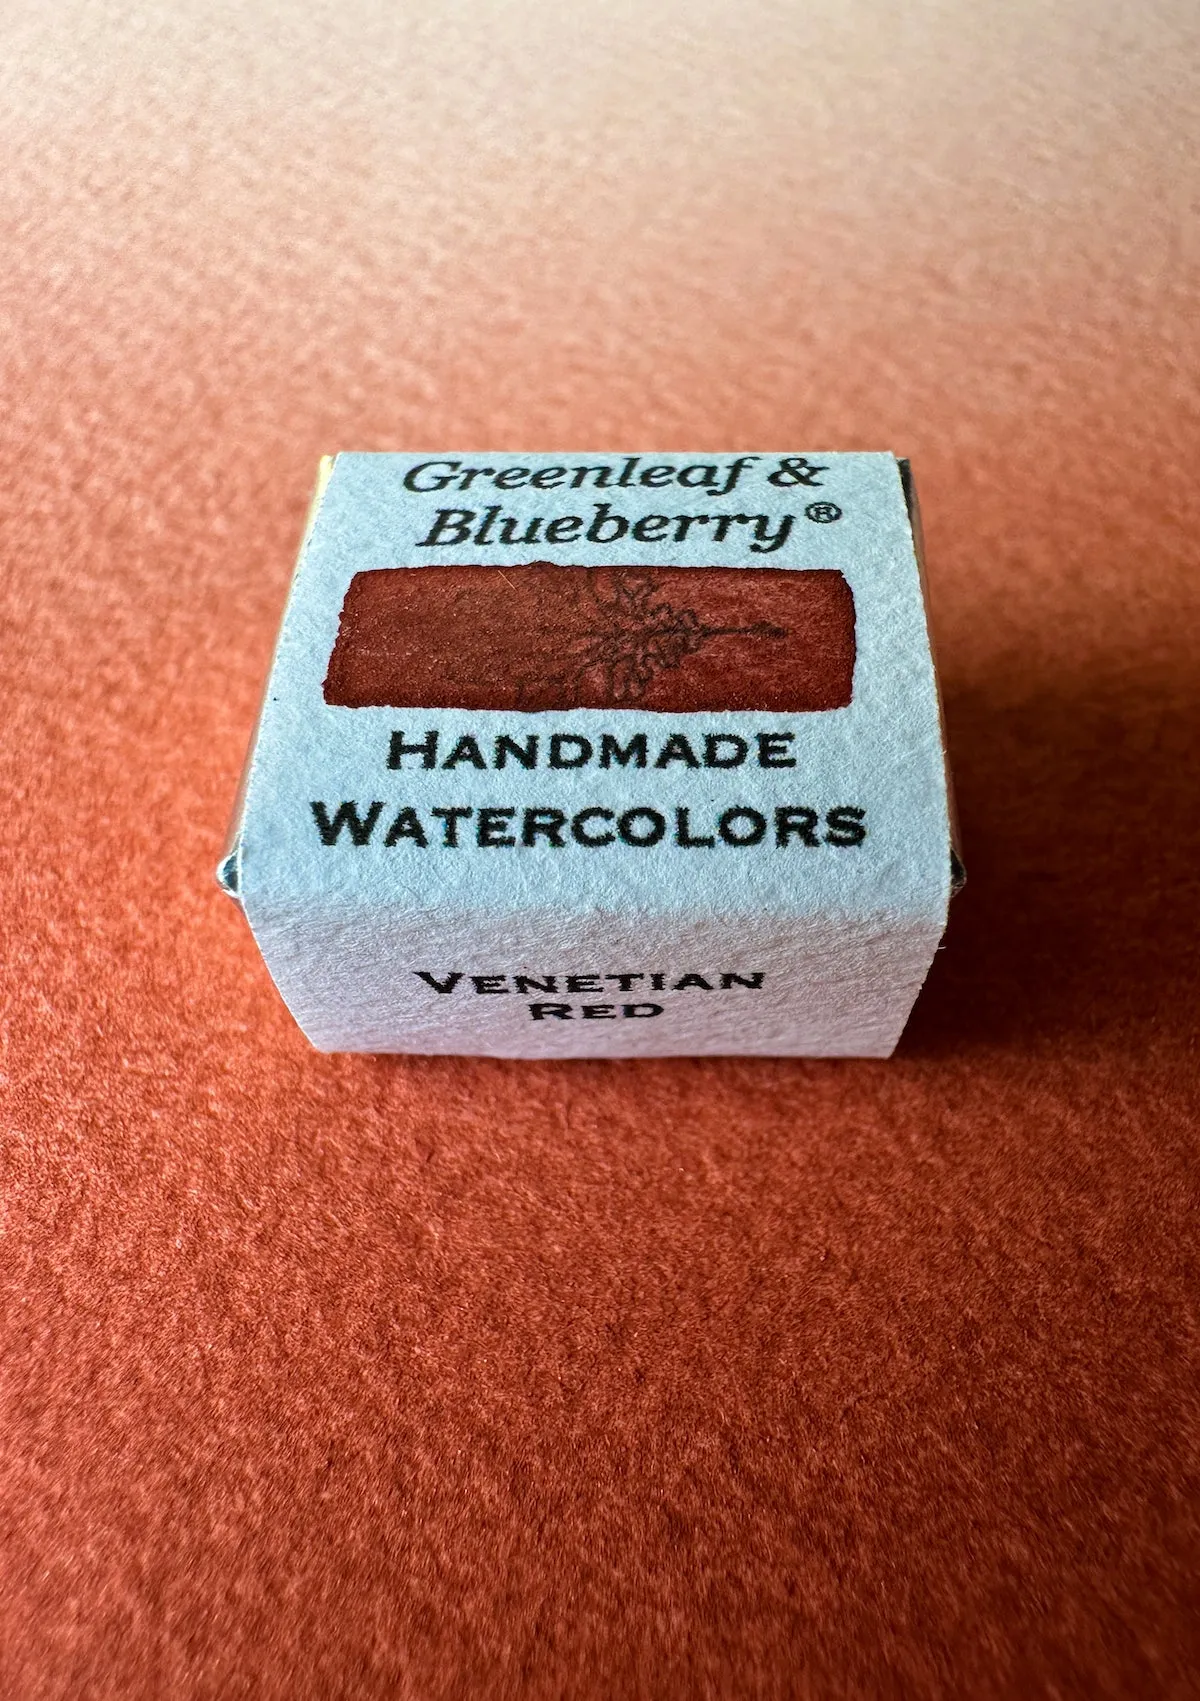 Greenleaf &
Blueberry®
HANDMADE
WATERCOLORS
VENETIAN
RED